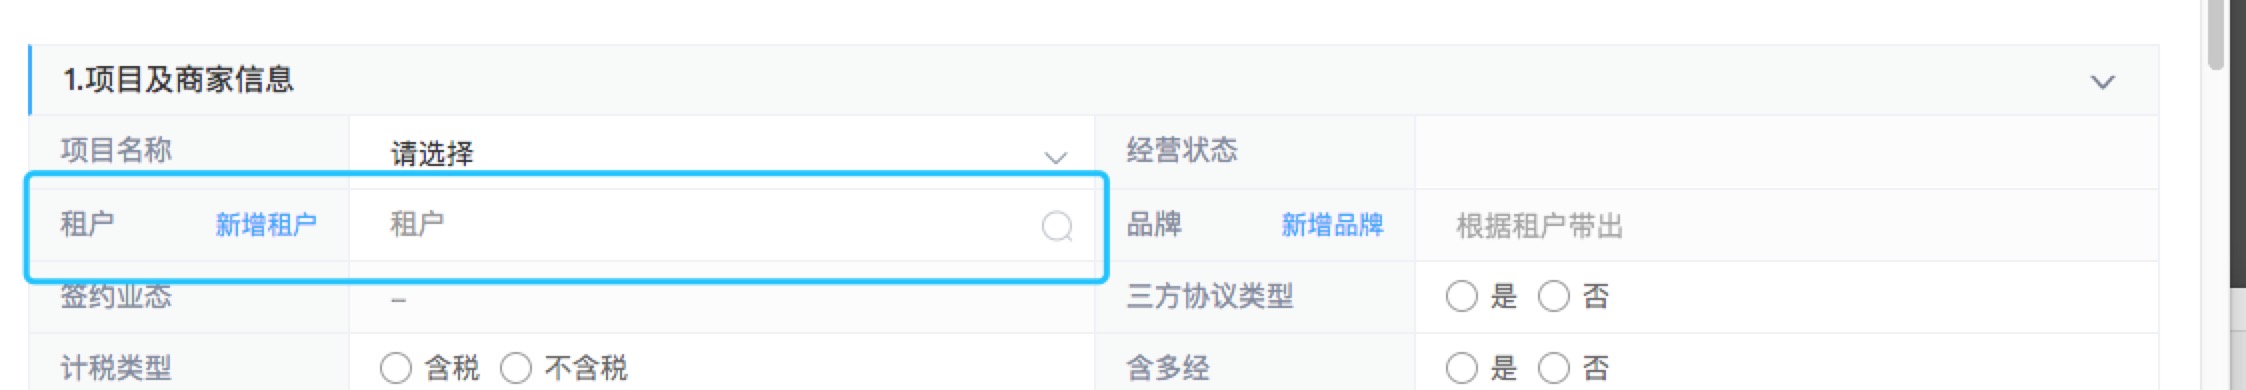 1.项目及商家信息
项目名称 请选择 经营状态
租户 新增租户 租户 品牌 新增品牌 根据租户带出
签约业态 – 三方协议类型 是 否
计税类型 含税 不含税 含多经 是 否